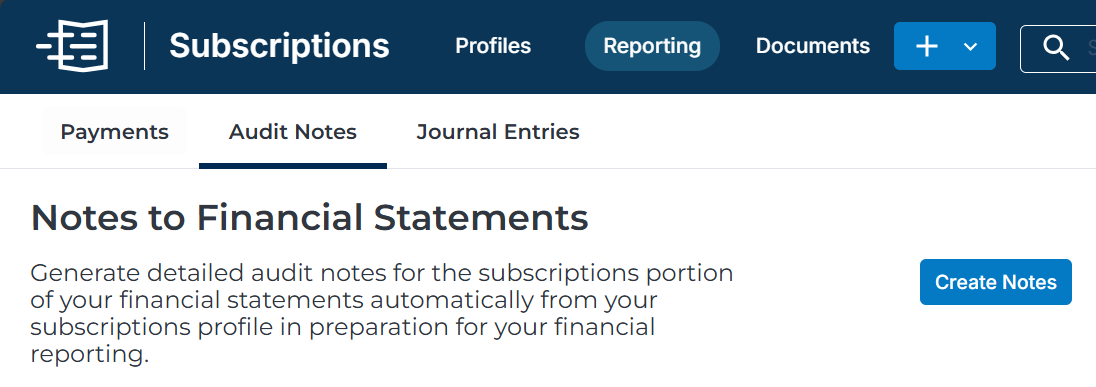 Subscriptions Profiles Reporting Documents
Payments Audit Notes Journal Entries
Notes to Financial Statements
Generate detailed audit notes for the subscriptions portion
of your financial statements automatically from your
subscriptions profile in preparation for your financial
reporting.
Create Notes